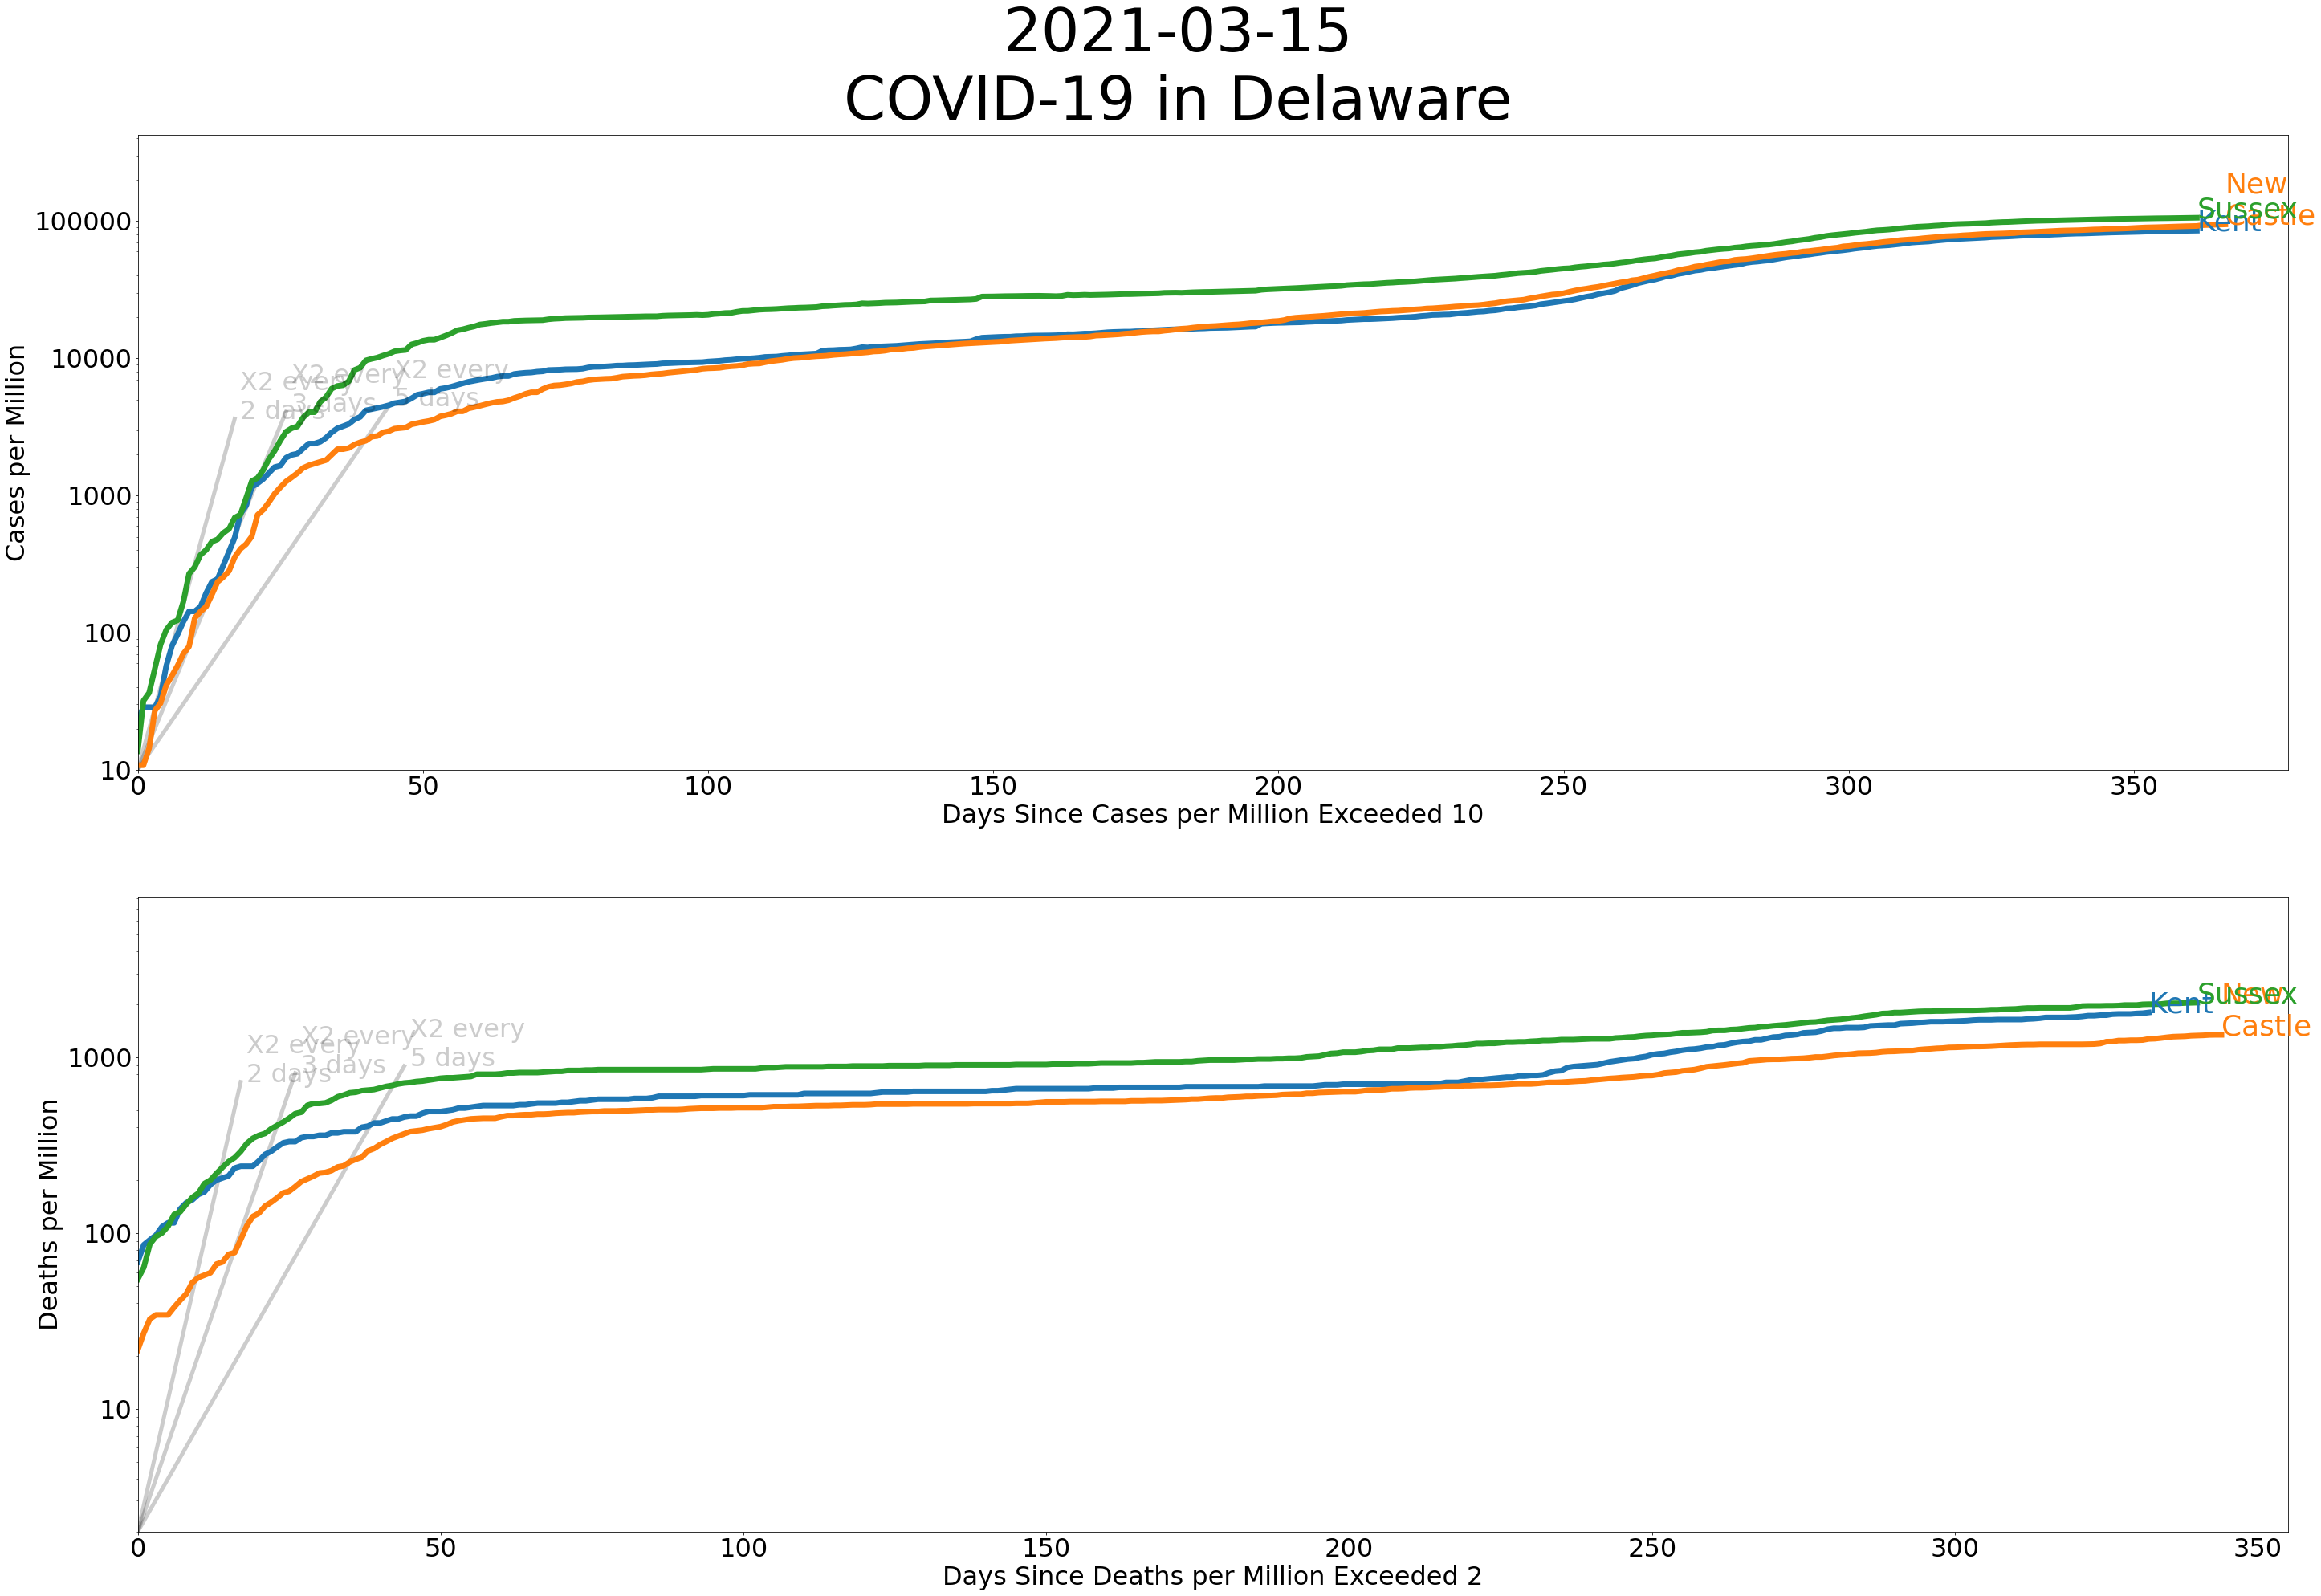 2021-03-15
COVID-19 in Delaware
Cases per Million
100000
10000
1000
100
10
X2 every
2 days
X2 every
3 days
X2 every
5 days
New
Castle
Sussex
Kent
0
50
100
150
200
250
300
350
Days Since Cases per Million Exceeded 10
Deaths per Million
1000
100
10
X2 every
2 days
X2 every
3 days
X2 every
5 days
Kent
Sussex
New
Castle
0
50
100
150
200
250
300
350
Days Since Deaths per Million Exceeded 2